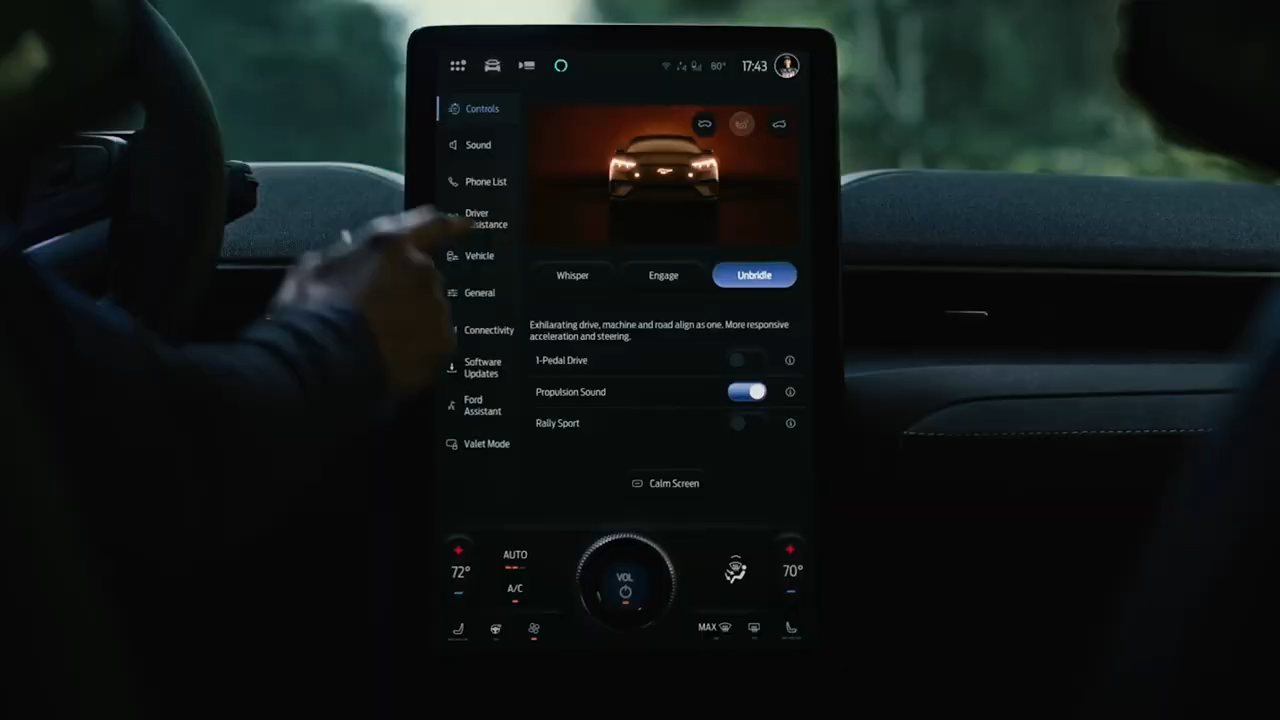 80°
17:43
Controls
Sound
Phone List
Driver
Vehicle
General
Connectivity
Software
Updates
Ford
Assistant
Valet Mode
Whisper
Engage
Unbridle
Exhilarating drive, machine and road align as one. More responsive
acceleration and steering.
1-Pedal Drive
Propulsion Sound
Rally Sport
Calm Screen
72°
AUTO
A/C
VOL
70°
MAX